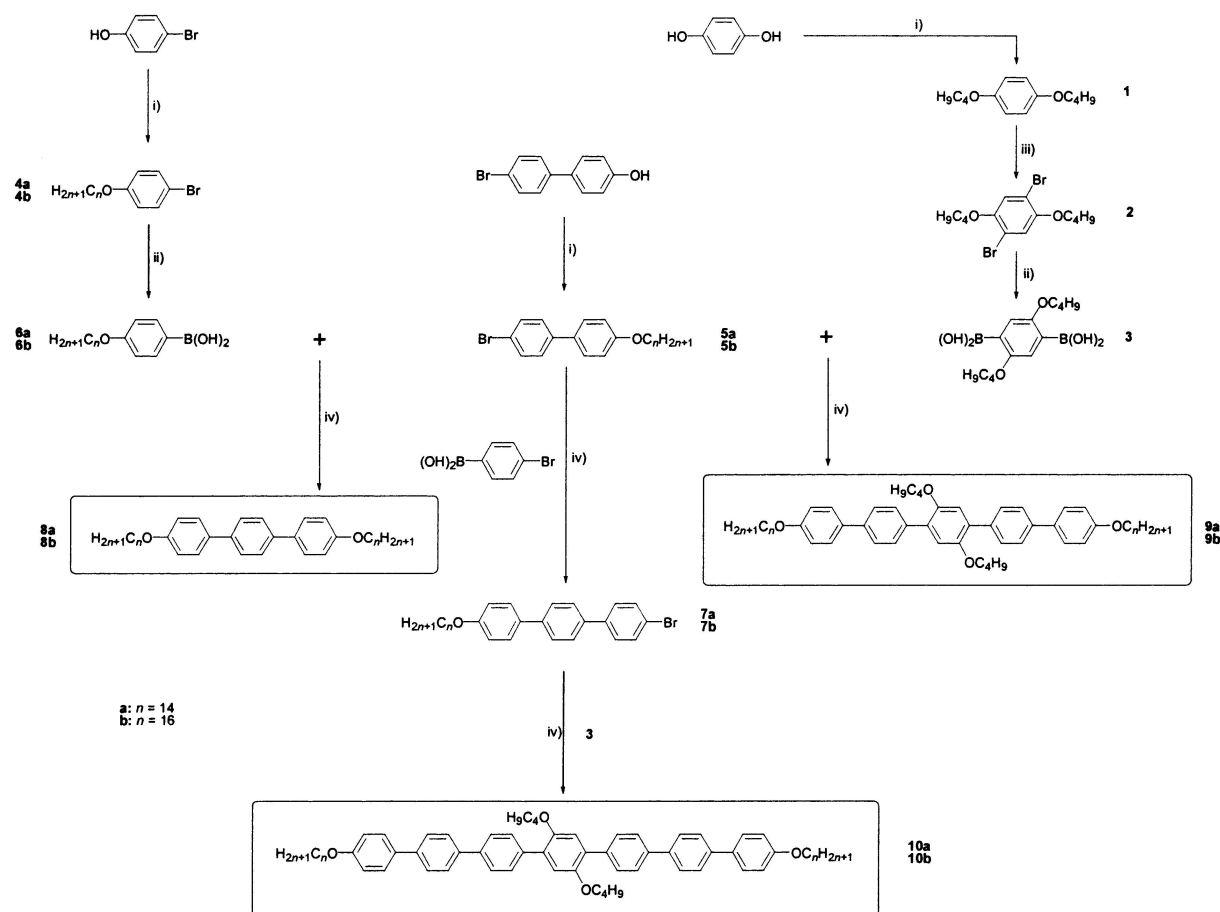 HO Br
i)
H2n+1CnO Br
4a
4b
ii)
H2n+1CnO B(OH)2
6a
6b
+
iv)
8a
8b
H2n+1CnO OCnH2n+1
Br OH
i)
Br OCnH2n+1
5a
5b
+
(OH)2B Br
iv)
H2n+1CnO Br
7a
7b
HO OH
i)
H9C4O OC4H9
1
iii)
Br
H9C4O OC4H9
Br
2
ii)
OC4H9
(OH)2B B(OH)2
H9C4O
3
iv)
H9C4O
H2n+1CnO OCnH2n+1
OC4H9
9a
9b
a: n = 14
b: n = 16
iv) 3
H9C4O
H2n+1CnO OCnH2n+1
OC4H9
10a
10b